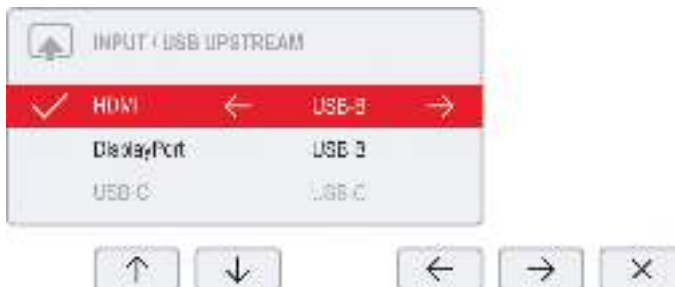 INPUT / USB UPSTREAM
HDMI ← USB-B →
DisplayPort USB-B
USB-C USB-C